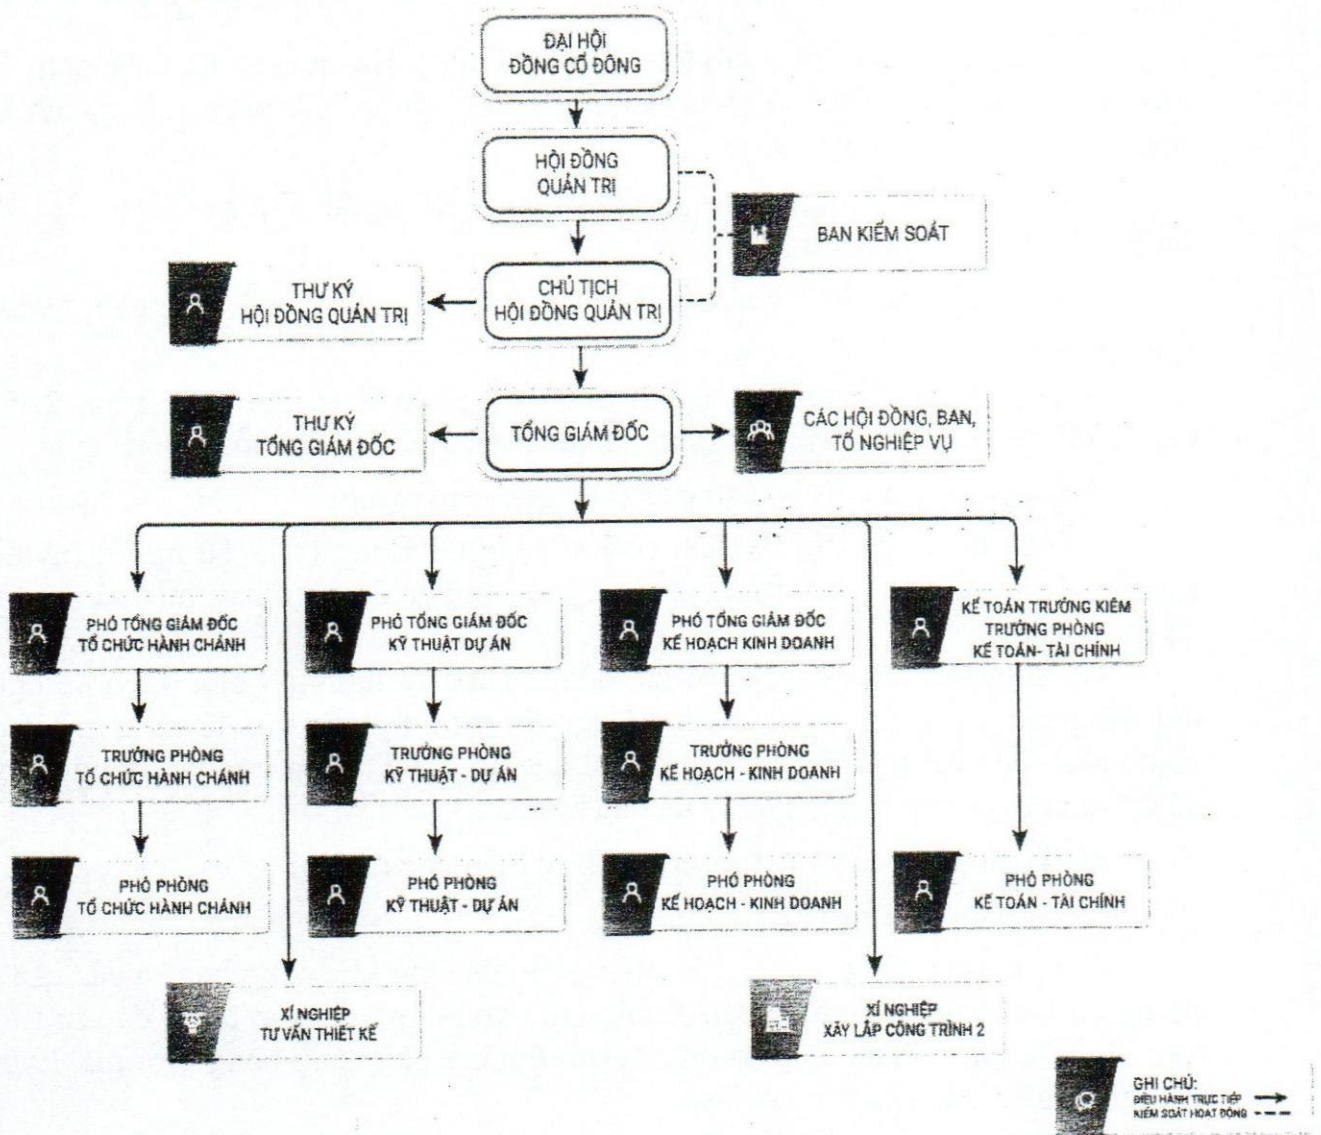 ĐẠI HỘI
ĐỒNG CỔ ĐÔNG
HỘI ĐỒNG
QUẢN TRỊ
BAN KIỂM SOÁT
THƯ KÝ
HỘI ĐỒNG QUẢN TRỊ
CHỦ TỊCH
HỘI ĐỒNG QUẢN TRỊ
THƯ KÝ
TỔNG GIÁM ĐỐC
TỔNG GIÁM ĐỐC
CÁC HỘI ĐỒNG, BAN,
TỔ NGHIỆP VỤ
PHÓ TỔNG GIÁM ĐỐC
TỔ CHỨC HÀNH CHÁNH
PHÓ TỔNG GIÁM ĐỐC
KỸ THUẬT DỰ ÁN
PHÓ TỔNG GIÁM ĐỐC
KẾ HOẠCH KINH DOANH
KẾ TOÁN TRƯỞNG KIÊM
TRƯỞNG PHÒNG
KẾ TOÁN- TÀI CHÍNH
TRƯỞNG PHÒNG
TỔ CHỨC HÀNH CHÁNH
TRƯỞNG PHÒNG
KỸ THUẬT - DỰ ÁN
TRƯỞNG PHÒNG
KẾ HOẠCH - KINH DOANH
PHÓ PHÒNG
TỔ CHỨC HÀNH CHÁNH
PHÓ PHÒNG
KỸ THUẬT - DỰ ÁN
PHÓ PHÒNG
KẾ HOẠCH - KINH DOANH
PHÓ PHÒNG
KẾ TOÁN - TÀI CHÍNH
XÍ NGHIỆP
TƯ VẤN THIẾT KẾ
XÍ NGHIỆP
XÂY LẮP CÔNG TRÌNH 2
GHI CHÚ:
ĐIỀU HÀNH TRỰC TIẾP
KIỂM SOÁT HOẠT ĐỘNG